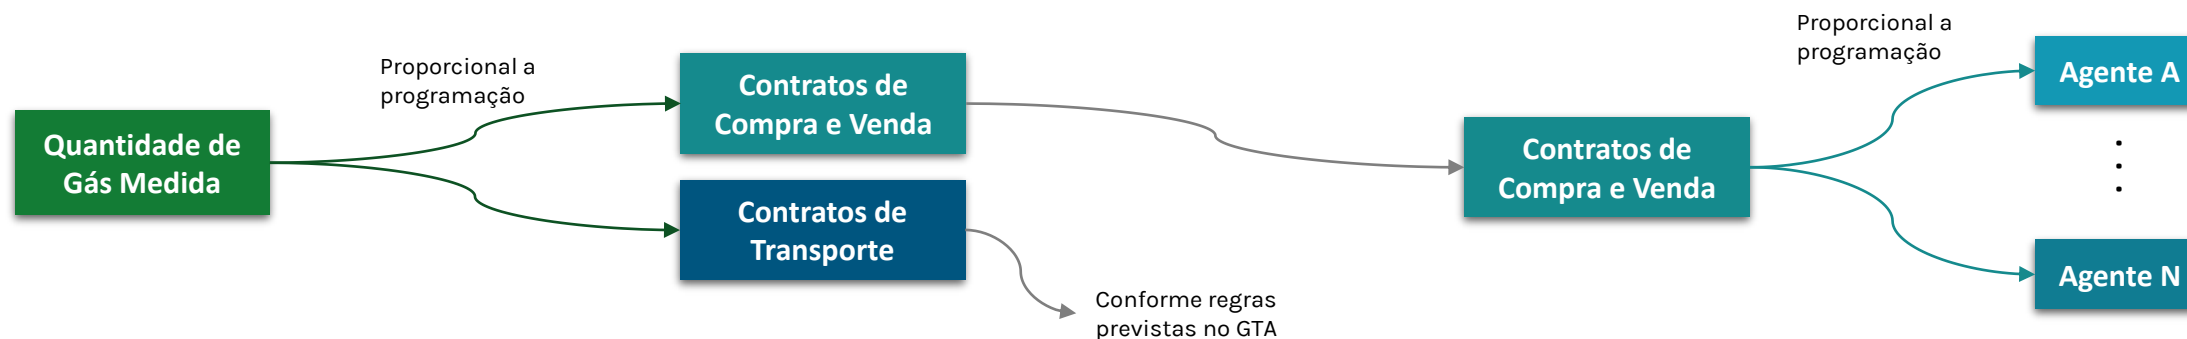 Quantidade de
Gás Medida
Proporcional a
programação
Contratos de
Compra e Venda
Contratos de
Transporte
Conforme regras
previstas no GTA
Contratos de
Compra e Venda
Proporcional a
programação
Agente A
Agente N